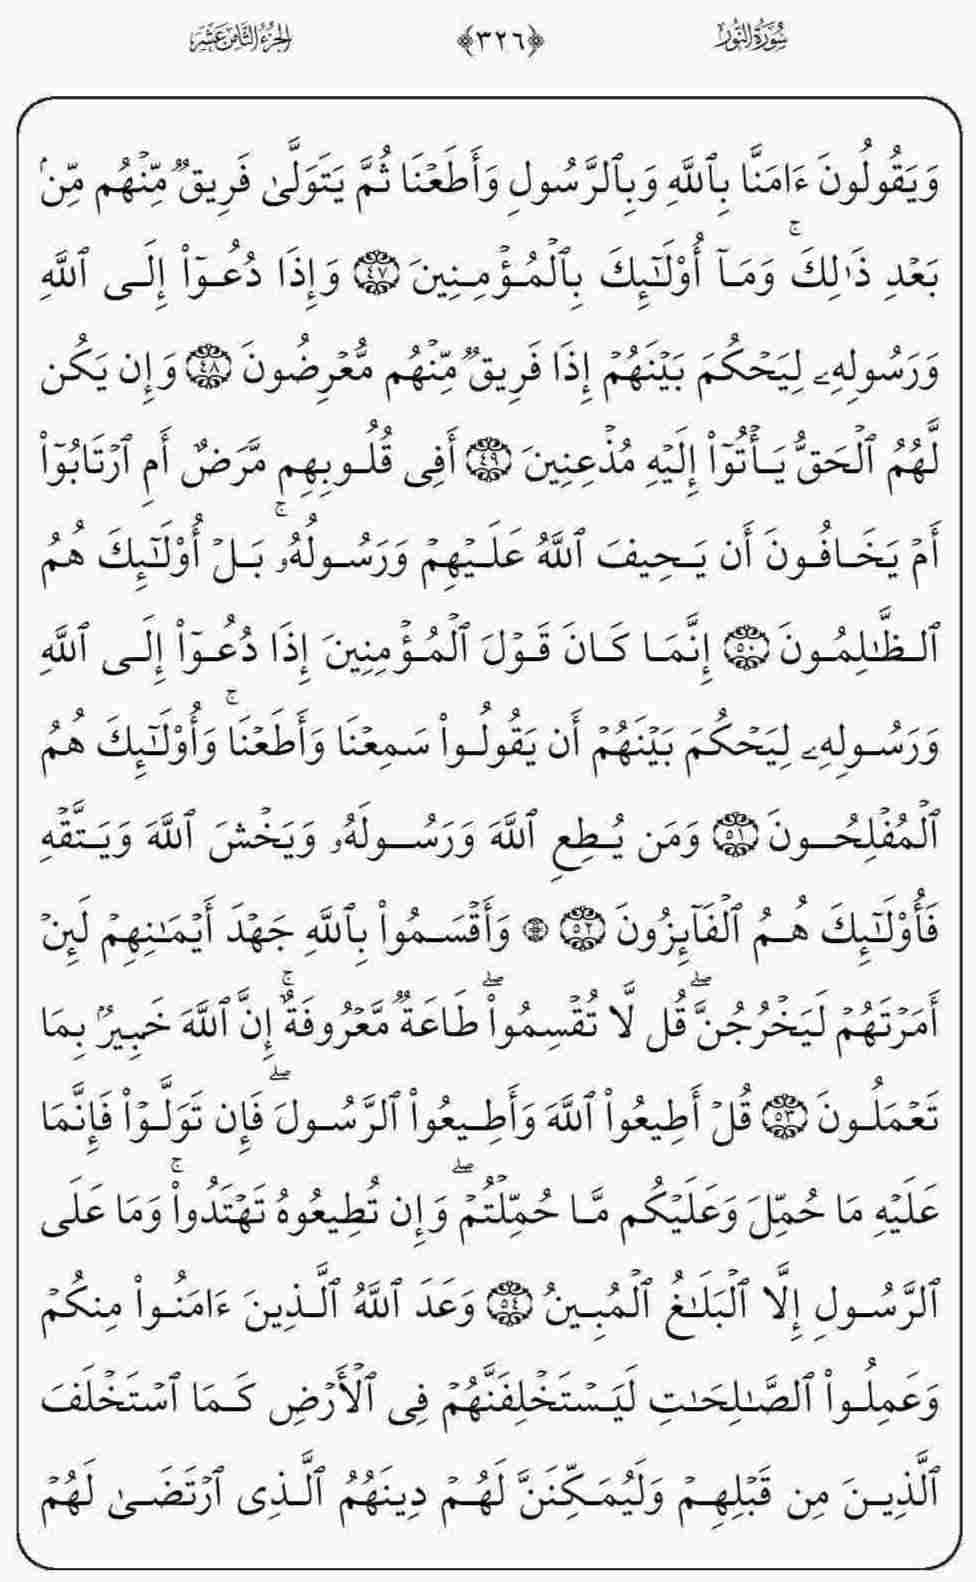 سُورَةُ النُّور ﴿٣٢٦﴾ الجُزْءُ الثَّامِنَ عَشَرَ
وَيَقُولُونَ ءَامَنَّا بِٱللَّهِ وَبِٱلرَّسُولِ وَأَطَعْنَا ثُمَّ يَتَوَلَّىٰ فَرِيقٌ مِّنْهُم مِّنۢ
بَعْدِ ذَٰلِكَ ۚ وَمَآ أُو۟لَـٰٓئِكَ بِٱلْمُؤْمِنِينَ ٤٧ وَإِذَا دُعُوٓا۟ إِلَى ٱللَّهِ
وَرَسُولِهِۦ لِيَحْكُمَ بَيْنَهُمْ إِذَا فَرِيقٌ مِّنْهُم مُّعْرِضُونَ ٤٨ وَإِن يَكُن
لَّهُمُ ٱلْحَقُّ يَأْتُوٓا۟ إِلَيْهِ مُذْعِنِينَ ٤٩ أَفِى قُلُوبِهِم مَّرَضٌ أَمِ ٱرْتَابُوٓا۟
أَمْ يَخَافُونَ أَن يَحِيفَ ٱللَّهُ عَلَيْهِمْ وَرَسُولُهُۥ ۚ بَلْ أُو۟لَـٰٓئِكَ هُمُ
ٱلظَّـٰلِمُونَ ٥٠ إِنَّمَا كَانَ قَوْلَ ٱلْمُؤْمِنِينَ إِذَا دُعُوٓا۟ إِلَى ٱللَّهِ
وَرَسُولِهِۦ لِيَحْكُمَ بَيْنَهُمْ أَن يَقُولُوا۟ سَمِعْنَا وَأَطَعْنَا ۚ وَأُو۟لَـٰٓئِكَ هُمُ
ٱلْمُفْلِحُونَ ٥١ وَمَن يُطِعِ ٱللَّهَ وَرَسُولَهُۥ وَيَخْشَ ٱللَّهَ وَيَتَّقْهِ
فَأُو۟لَـٰٓئِكَ هُمُ ٱلْفَآئِزُونَ ٥٢ ۞ وَأَقْسَمُوا۟ بِٱللَّهِ جَهْدَ أَيْمَـٰنِهِمْ لَئِنْ
أَمَرْتَهُمْ لَيَخْرُجُنَّ ۖ قُل لَّا تُقْسِمُوا۟ ۖ طَاعَةٌ مَّعْرُوفَةٌ ۚ إِنَّ ٱللَّهَ خَبِيرٌۢ بِمَا
تَعْمَلُونَ ٥٣ قُلْ أَطِيعُوا۟ ٱللَّهَ وَأَطِيعُوا۟ ٱلرَّسُولَ ۖ فَإِن تَوَلَّوْا۟ فَإِنَّمَا
عَلَيْهِ مَا حُمِّلَ وَعَلَيْكُم مَّا حُمِّلْتُمْ ۖ وَإِن تُطِيعُوهُ تَهْتَدُوا۟ ۚ وَمَا عَلَى
ٱلرَّسُولِ إِلَّا ٱلْبَلَـٰغُ ٱلْمُبِينُ ٥٤ وَعَدَ ٱللَّهُ ٱلَّذِينَ ءَامَنُوا۟ مِنكُمْ
وَعَمِلُوا۟ ٱلصَّـٰلِحَـٰتِ لَيَسْتَخْلِفَنَّهُمْ فِى ٱلْأَرْضِ كَمَا ٱسْتَخْلَفَ
ٱلَّذِينَ مِن قَبْلِهِمْ وَلَيُمَكِّنَنَّ لَهُمْ دِينَهُمُ ٱلَّذِى ٱرْتَضَىٰ لَهُمْ